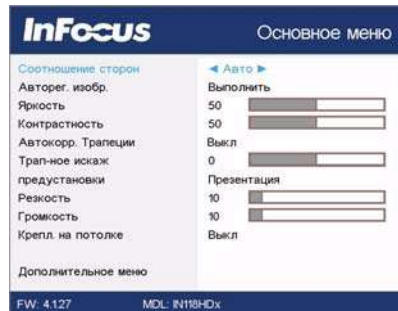 InFocus
Основное меню
Соотношение сторон ◄ Авто ►
Авторег. изобр. Выполнить
Яркость 50
Контрастность 50
Автокорр. Трапеции Выкл
Трап-ное искаж 0
предустановки Презентация
Резкость 10
Громкость 10
Крепл. на потолке Выкл
Дополнительное меню
FW: 4.127 MDL: IN118HDx